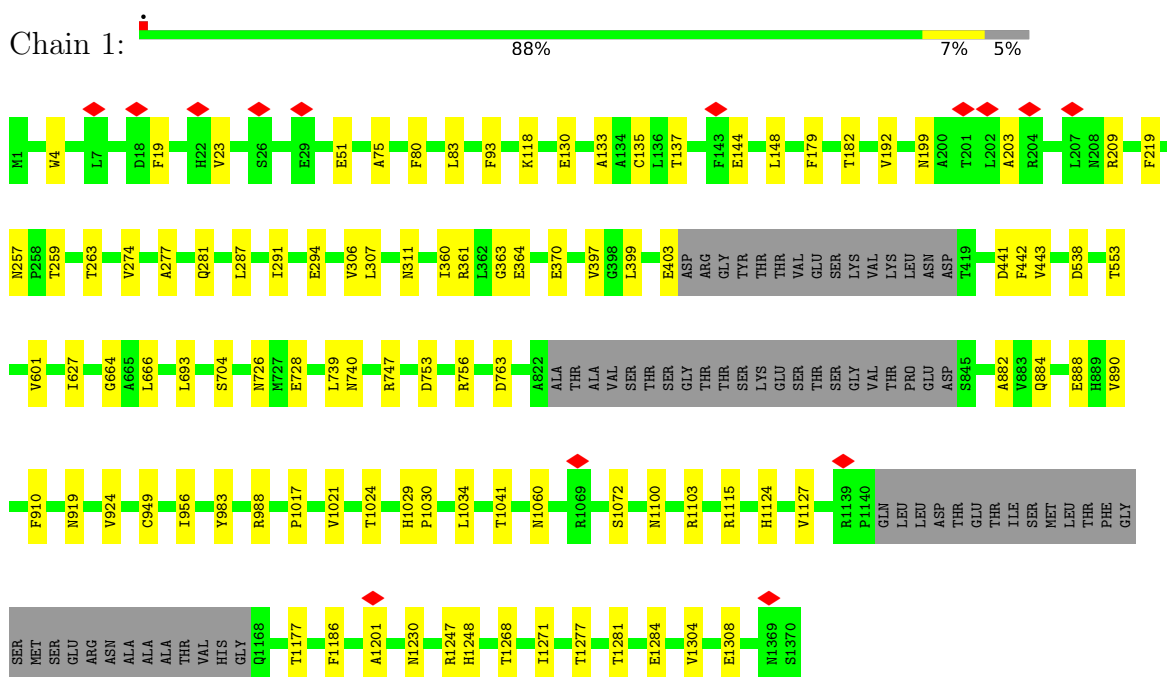 Chain 1:
88% 7% 5%
M1 W4 L7 D18 F19 H22 V23 S26 E29 E51 A75 F80 L83 F93 K118 E130 A133 A134 C135 L136 T137 F143 E144 L148 F179 T182 V192 N199 A200 T201 L202 A203 R204 L207 N208 R209 F219
N257 P258 T259 T263 V274 A277 Q281 L287 I291 E294 V306 L307 N311 I360 R361 L362 G363 E364 E370 V397 G398 L399 E403 ASP ARG GLY TYR THR THR VAL GLU SER LYS VAL LYS LEU ASN ASP T419 D441 F442 V443 D538 T553
V601 I627 G664 A665 L666 L693 S704 N726 M727 E728 L739 N740 R747 D753 R756 D763 A822 ALA THR ALA VAL SER THR SER GLY THR THR SER LYS GLU SER THR SER GLY VAL THR PRO GLU ASP S845 A882 V883 Q884 E888 H889 V890
F910 N919 V924 C949 I956 Y983 R988 P1017 V1021 T1024 H1029 P1030 L1034 T1041 N1060 R1069 S1072 N1100 R1103 R1115 H1124 V1127 R1139 P1140 GLN LEU LEU ASP THR GLU THR ILE SER MET LEU THR PHE GLY
SER MET SER GLU ARG ASN ALA ALA ALA THR VAL HIS GLY Q1168 T1177 F1186 A1201 N1230 R1247 H1248 T1268 I1271 T1277 T1281 E1284 V1304 E1308 N1369 S1370